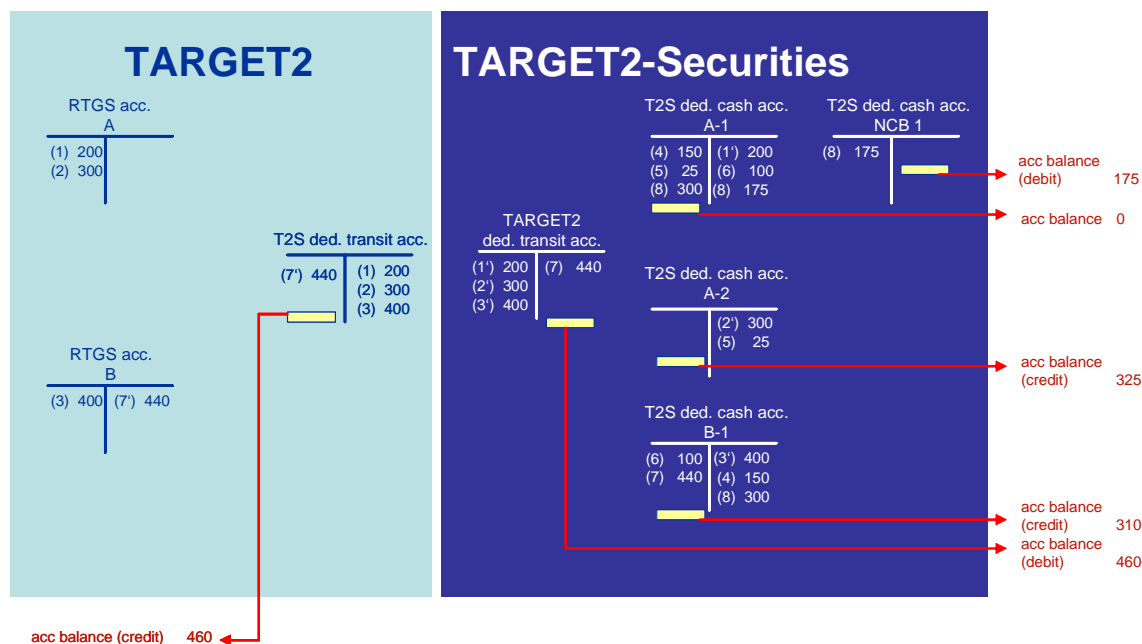 TARGET2
RTGS acc.
A
(1) 200
(2) 300
T2S ded. transit acc.
(7‘) 440
(1) 200
(2) 300
(3) 400
RTGS acc.
B
(3) 400
(7‘) 440
acc balance (credit) 460
TARGET2-Securities
T2S ded. cash acc.
A-1
(4) 150
(5) 25
(8) 300
(1‘) 200
(6) 100
(8) 175
T2S ded. cash acc.
NCB 1
(8) 175
TARGET2
ded. transit acc.
(1‘) 200
(2‘) 300
(3‘) 400
(7) 440
T2S ded. cash acc.
A-2
(2‘) 300
(5) 25
T2S ded. cash acc.
B-1
(6) 100
(7) 440
(3‘) 400
(4) 150
(8) 300
acc balance
(debit) 175
acc balance 0
acc balance
(credit) 325
acc balance
(credit) 310
acc balance
(debit) 460